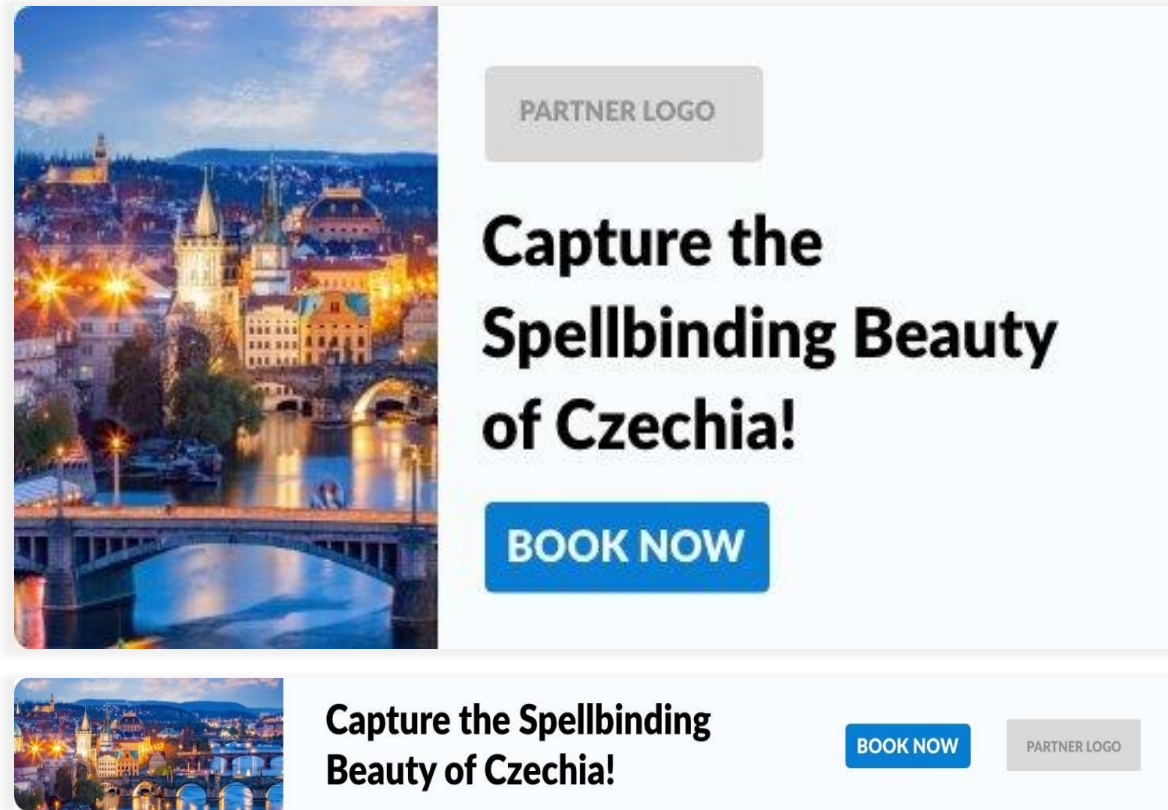 PARTNER LOGO
Capture the
Spellbinding Beauty
of Czechia!
BOOK NOW
Capture the Spellbinding
Beauty of Czechia!
BOOK NOW
PARTNER LOGO